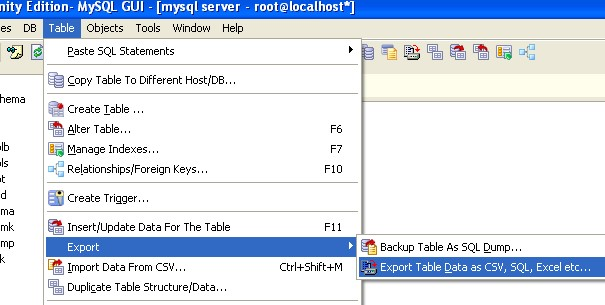 nity Edition- MySQL GUI - [mysql server - root@localhost*]
es DB Table Objects Tools Window Help
Paste SQL Statements
Copy Table To Different Host/DB...
hema
Create Table ...
Alter Table... F6
lb
Manage Indexes... F7
ls
Relationships/Foreign Keys... F10
ot
d
Create Trigger...
ma
mk
Insert/Update Data For The Table F11
mp
Export
Backup Table As SQL Dump...
k
Import Data From CSV... Ctrl+Shift+M
Export Table Data as CSV, SQL, Excel etc...
Duplicate Table Structure/Data...